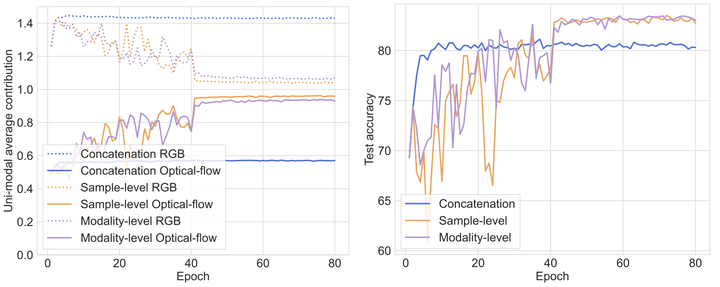 Uni-modal average contribution
1.4
1.2
1.0
0.8
0.6
0.4
0.2
0.0
Concatenation RGB
Concatenation Optical-flow
Sample-level RGB
Sample-level Optical-flow
Modality-level RGB
Modality-level Optical-flow
0 20 40 60 80
Epoch
Test accuracy
80
75
70
65
60
Concatenation
Sample-level
Modality-level
0 20 40 60 80
Epoch